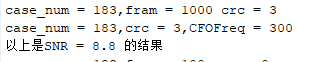 case_num = 183,fram = 1000 crc = 3
case_num = 183,crc = 3,CFOFreq = 300
以上是SNR = 8.8 的结果